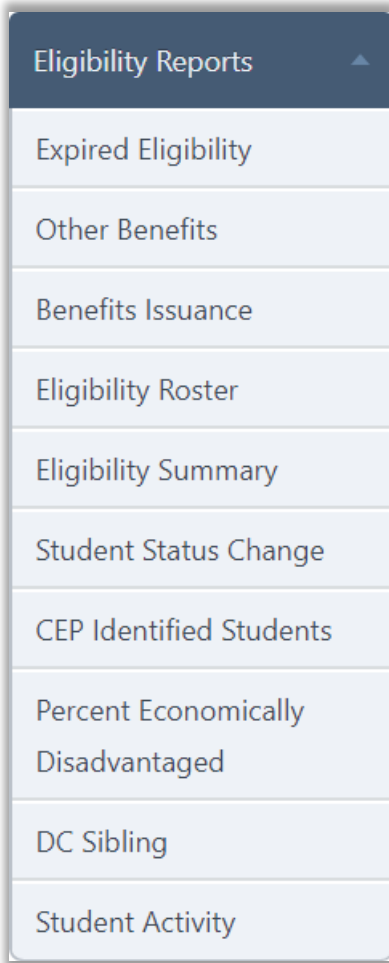 Eligibility Reports
Expired Eligibility
Other Benefits
Benefits Issuance
Eligibility Roster
Eligibility Summary
Student Status Change
CEP Identified Students
Percent Economically
Disadvantaged
DC Sibling
Student Activity